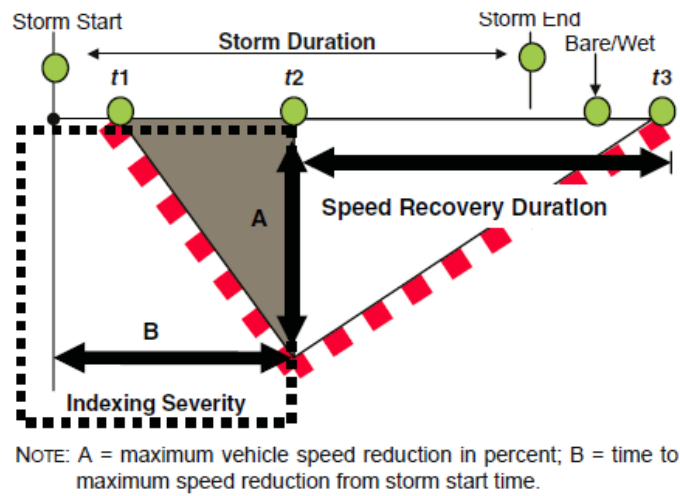 Storm Start
Storm End
Storm Duration
Bare/Wet
t1
t2
t3
A
Speed Recovery Duration
B
Indexing Severity
NOTE: A = maximum vehicle speed reduction in percent; B = time to
maximum speed reduction from storm start time.